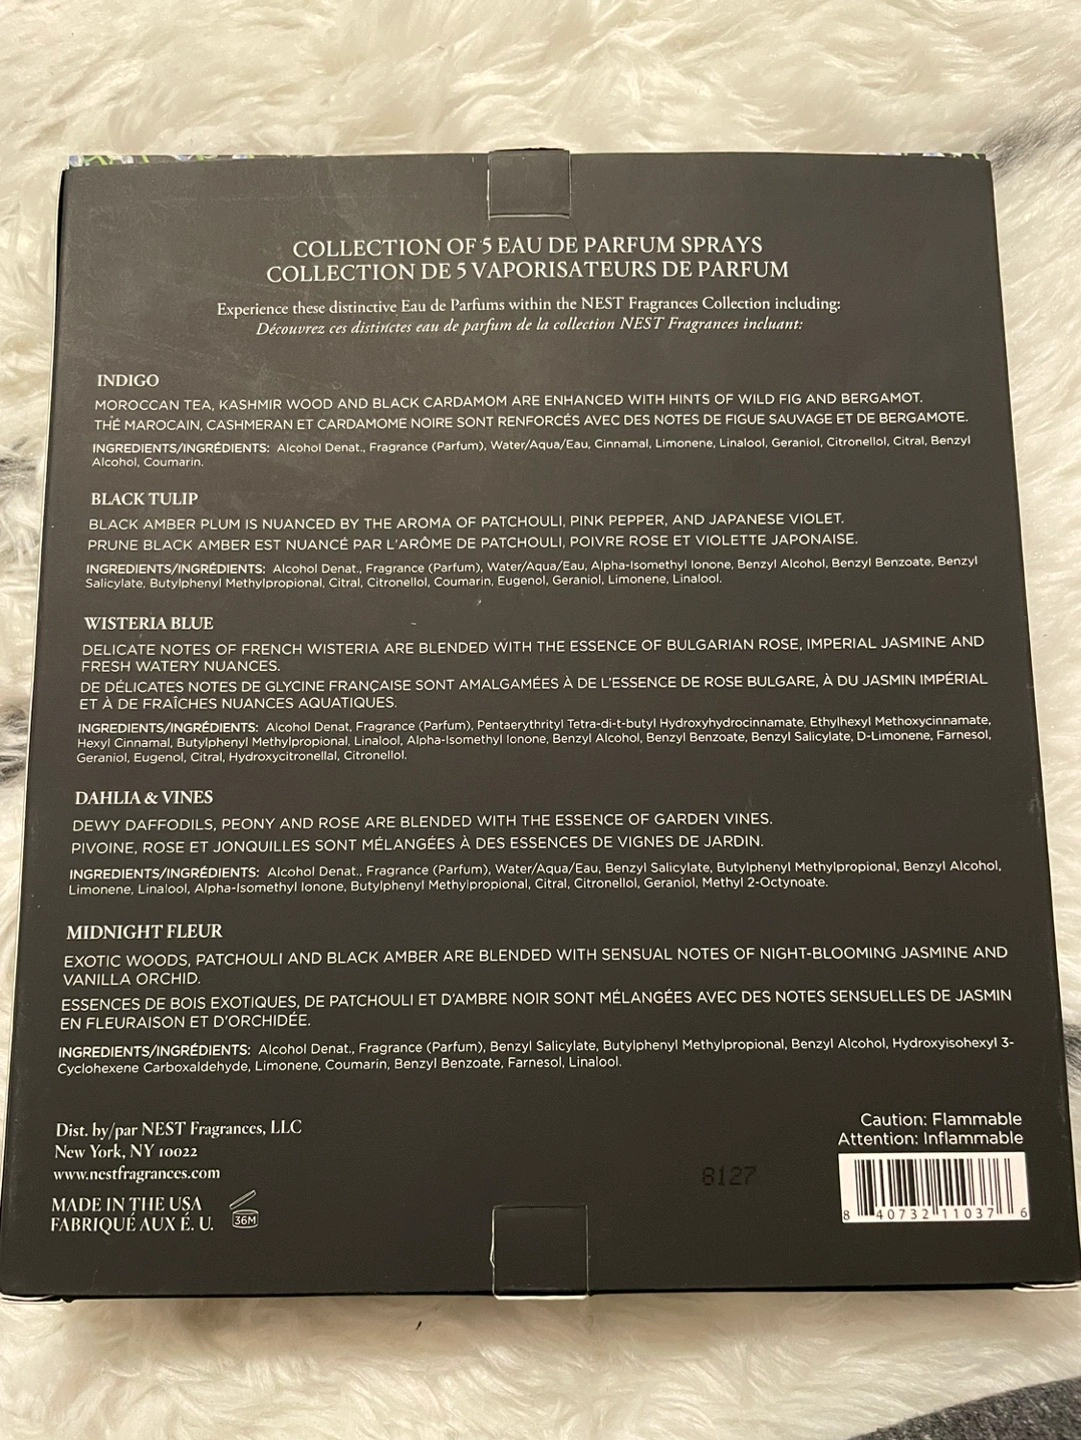 COLLECTION OF 5 EAU DE PARFUM SPRAYS
COLLECTION DE 5 VAPORISATEURS DE PARFUM
Experience these distinctive Eau de Parfums within the NEST Fragrances Collection including:
Découvrez ces distinctes eau de parfum de la collection NEST Fragrances incluant:
INDIGO
MOROCCAN TEA, KASHMIR WOOD AND BLACK CARDAMOM ARE ENHANCED WITH HINTS OF WILD FIG AND BERGAMOT.
THÉ MAROCAIN, CASHMERAN ET CARDAMOME NOIRE SONT RENFORCÉS AVEC DES NOTES DE FIGUE SAUVAGE ET DE BERGAMOTE.
INGREDIENTS/INGRÉDIENTS: Alcohol Denat., Fragrance (Parfum), Water/Aqua/Eau, Cinnamal, Limonene, Linalool, Geraniol, Citronellol, Citral, Benzyl
Alcohol, Coumarin.
BLACK TULIP
BLACK AMBER PLUM IS NUANCED BY THE AROMA OF PATCHOULI, PINK PEPPER, AND JAPANESE VIOLET.
PRUNE BLACK AMBER EST NUANCÉ PAR L'ARÔME DE PATCHOULI, POIVRE ROSE ET VIOLETTE JAPONAISE.
INGREDIENTS/INGRÉDIENTS: Alcohol Denat., Fragrance (Parfum), Water/Aqua/Eau, Alpha-Isomethyl Ionone, Benzyl Alcohol, Benzyl Benzoate, Benzyl
Salicylate, Butylphenyl Methylpropional, Citral, Citronellol, Coumarin, Eugenol, Geraniol, Limonene, Linalool.
WISTERIA BLUE
DELICATE NOTES OF FRENCH WISTERIA ARE BLENDED WITH THE ESSENCE OF BULGARIAN ROSE, IMPERIAL JASMINE AND
FRESH WATERY NUANCES.
DE DÉLICATES NOTES DE GLYCINE FRANÇAISE SONT AMALGAMÉES À DE L'ESSENCE DE ROSE BULGARE, À DU JASMIN IMPÉRIAL
ET À DE FRAÎCHES NUANCES AQUATIQUES.
INGREDIENTS/INGRÉDIENTS: Alcohol Denat, Fragrance (Parfum), Pentaerythrityl Tetra-di-t-butyl Hydroxyhydrocinnamate, Ethylhexyl Methoxycinnamate,
Hexyl Cinnamal, Butylphenyl Methylpropional, Linalool, Alpha-Isomethyl Ionone, Benzyl Alcohol, Benzyl Benzoate, Benzyl Salicylate, D-Limonene, Farnesol,
Geraniol, Eugenol, Citral, Hydroxycitronellal, Citronellol.
DAHLIA & VINES
DEWY DAFFODILS, PEONY AND ROSE ARE BLENDED WITH THE ESSENCE OF GARDEN VINES.
PIVOINE, ROSE ET JONQUILLES SONT MÉLANGÉES À DES ESSENCES DE VIGNES DE JARDIN.
INGREDIENTS/INGRÉDIENTS: Alcohol Denat., Fragrance (Parfum), Water/Aqua/Eau, Benzyl Salicylate, Butylphenyl Methylpropional, Benzyl Alcohol,
Limonene, Linalool, Alpha-Isomethyl Ionone, Butylphenyl Methylpropional, Citral, Citronellol, Geraniol, Methyl 2-Octynoate.
MIDNIGHT FLEUR
EXOTIC WOODS, PATCHOULI AND BLACK AMBER ARE BLENDED WITH SENSUAL NOTES OF NIGHT-BLOOMING JASMINE AND
VANILLA ORCHID.
ESSENCES DE BOIS EXOTIQUES, DE PATCHOULI ET D'AMBRE NOIR SONT MÉLANGÉES AVEC DES NOTES SENSUELLES DE JASMIN
EN FLEURAISON ET D'ORCHIDÉE.
INGREDIENTS/INGRÉDIENTS: Alcohol Denat., Fragrance (Parfum), Benzyl Salicylate, Butylphenyl Methylpropional, Benzyl Alcohol, Hydroxyisohexyl 3-
Cyclohexene Carboxaldehyde, Limonene, Coumarin, Benzyl Benzoate, Farnesol, Linalool.
Dist. by/par NEST Fragrances, LLC
New York, NY 10022
www.nestfragrances.com
MADE IN THE USA
FABRIQUÉ AUX É. U.
36M
8127
Caution: Flammable
Attention: Inflammable
8 40732 11037 6